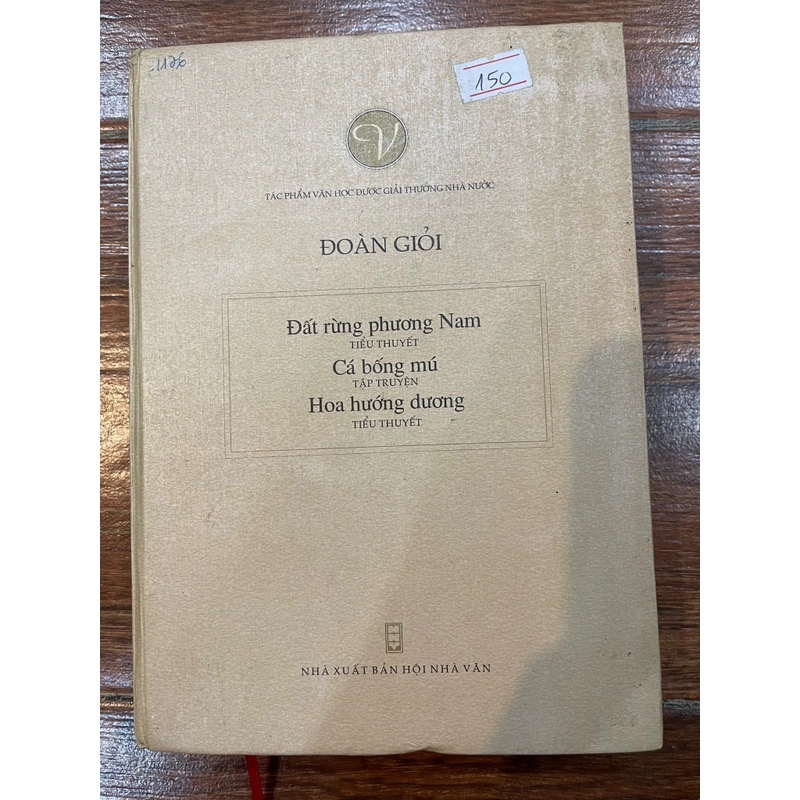 1126
150
V
TÁC PHẨM VĂN HỌC ĐƯỢC GIẢI THƯỞNG NHÀ NƯỚC
ĐOÀN GIỎI
Đất rừng phương Nam
TIỂU THUYẾT
Cá bống mú
TẬP TRUYỆN
Hoa hướng dương
TIỂU THUYẾT
NHÀ XUẤT BẢN HỘI NHÀ VĂN